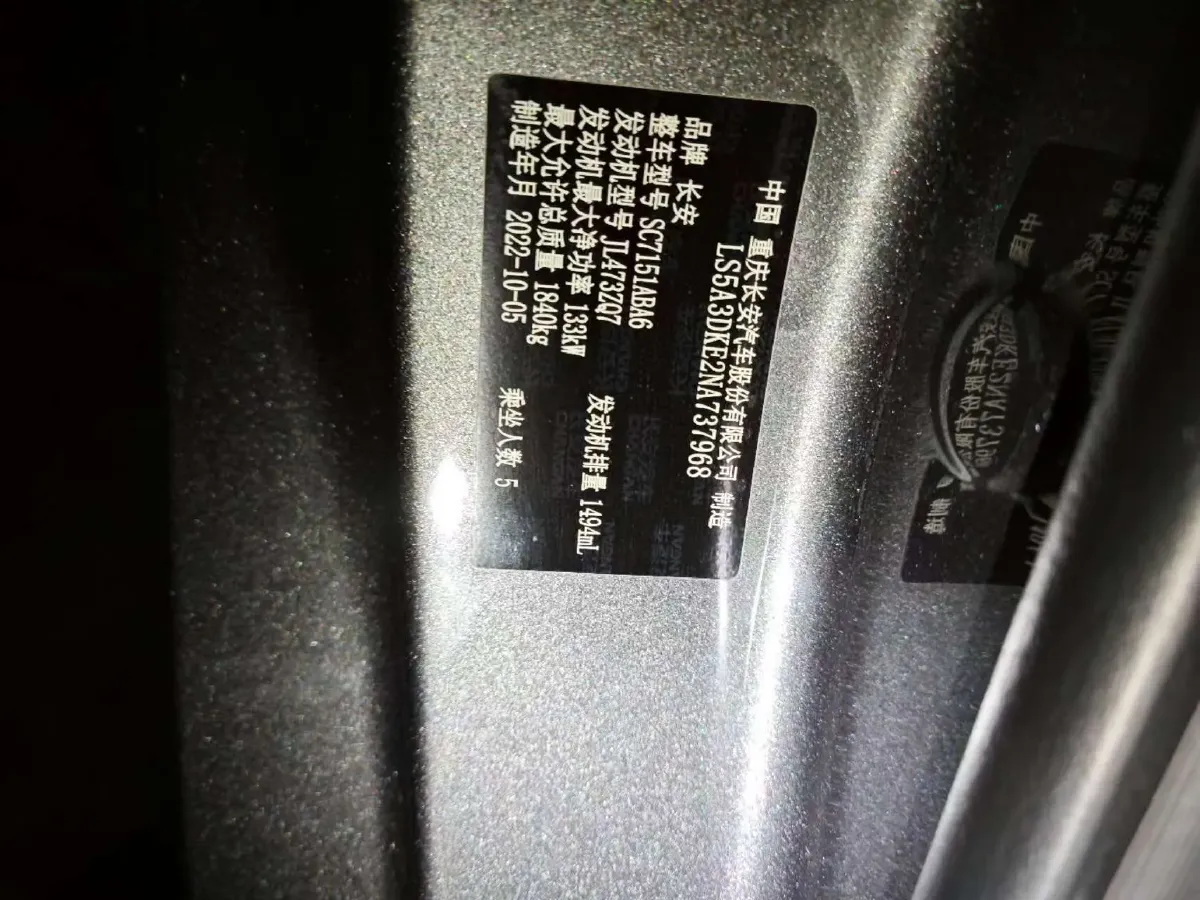 中国 重庆长安汽车股份有限公司 制造
LS5A3DKE2NA737968
品牌 长安
整车型号 SC7151ABA6
发动机型号 JL473ZQ7
发动机最大净功率 133kW 发动机排量 1494mL
最大允许总质量 1840kg
制造年月 2022-10-05 乘坐人数 5